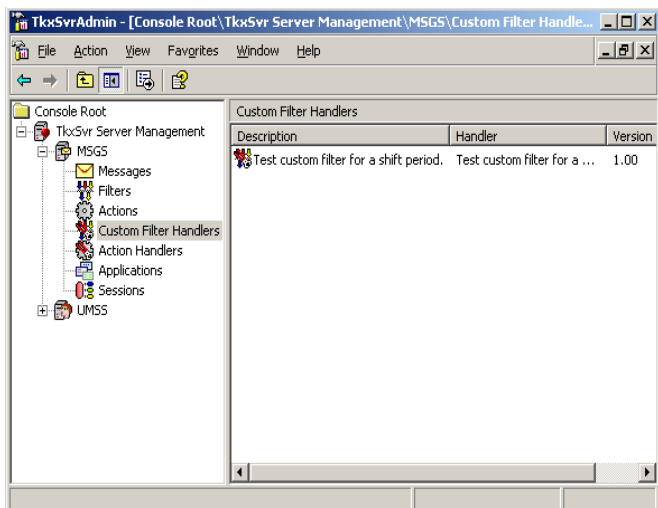 TkxSvrAdmin - [Console Root\TkxSvr Server Management\MSGS\Custom Filter Handle...
File Action View Favorites Window Help
Console Root
TkxSvr Server Management
MSGS
Messages
Filters
Actions
Custom Filter Handlers
Action Handlers
Applications
Sessions
UMSS
Custom Filter Handlers
Description Handler Version
Test custom filter for a shift period. Test custom filter for a ... 1.00